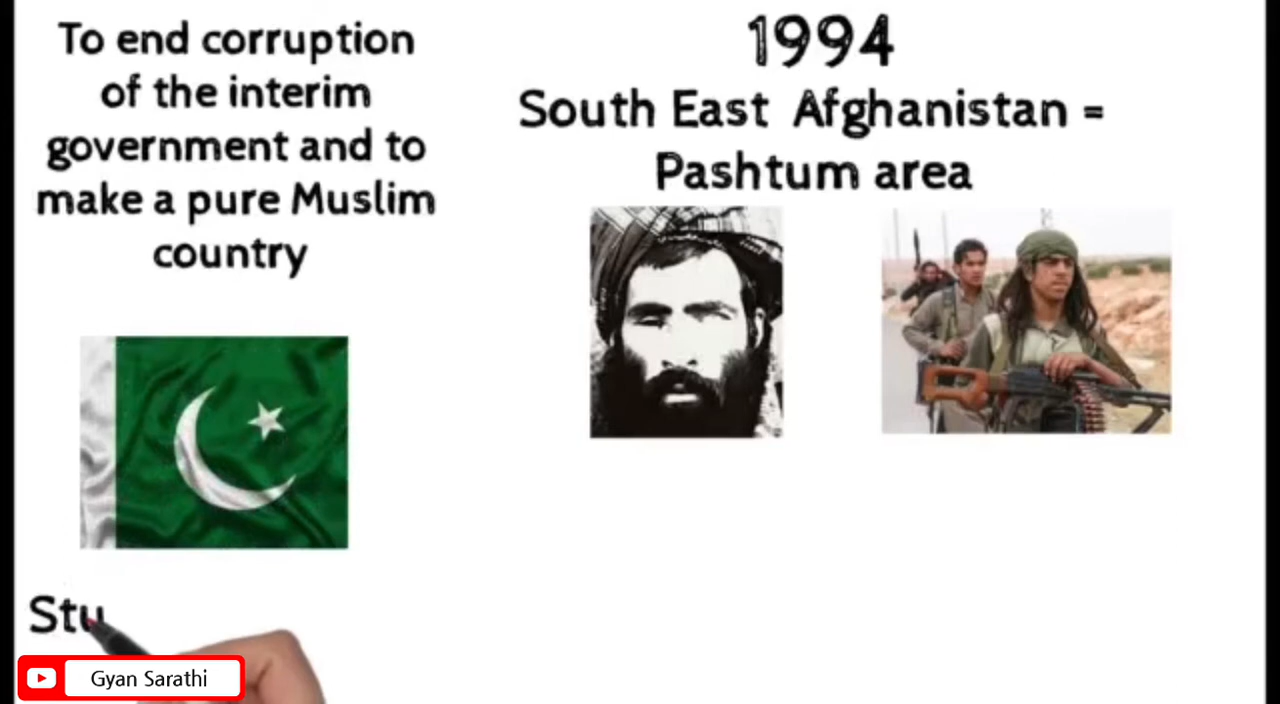 To end corruption
of the interim
government and to
make a pure Muslim
country
1994
South East Afghanistan =
Pashtum area
Stu
Gyan Sarathi